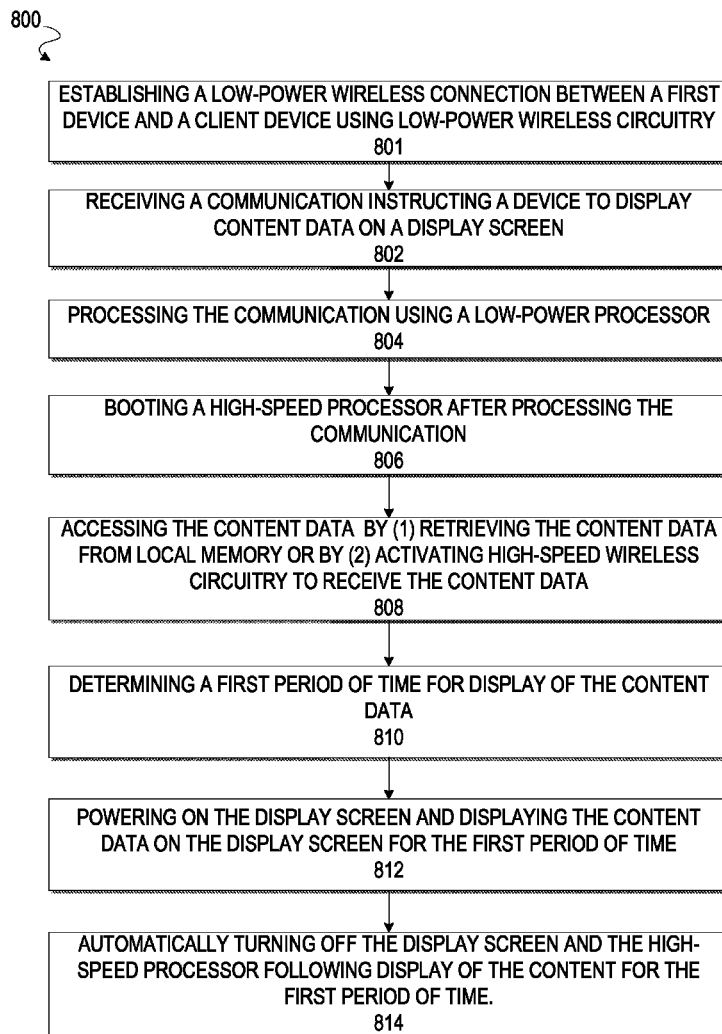 800
ESTABLISHING A LOW-POWER WIRELESS CONNECTION BETWEEN A FIRST
DEVICE AND A CLIENT DEVICE USING LOW-POWER WIRELESS CIRCUITRY
801
RECEIVING A COMMUNICATION INSTRUCTING A DEVICE TO DISPLAY
CONTENT DATA ON A DISPLAY SCREEN
802
PROCESSING THE COMMUNICATION USING A LOW-POWER PROCESSOR
804
BOOTING A HIGH-SPEED PROCESSOR AFTER PROCESSING THE
COMMUNICATION
806
ACCESSING THE CONTENT DATA BY (1) RETRIEVING THE CONTENT DATA
FROM LOCAL MEMORY OR BY (2) ACTIVATING HIGH-SPEED WIRELESS
CIRCUITRY TO RECEIVE THE CONTENT DATA
808
DETERMINING A FIRST PERIOD OF TIME FOR DISPLAY OF THE CONTENT
DATA
810
POWERING ON THE DISPLAY SCREEN AND DISPLAYING THE CONTENT
DATA ON THE DISPLAY SCREEN FOR THE FIRST PERIOD OF TIME
812
AUTOMATICALLY TURNING OFF THE DISPLAY SCREEN AND THE HIGH-
SPEED PROCESSOR FOLLOWING DISPLAY OF THE CONTENT FOR THE
FIRST PERIOD OF TIME.
814